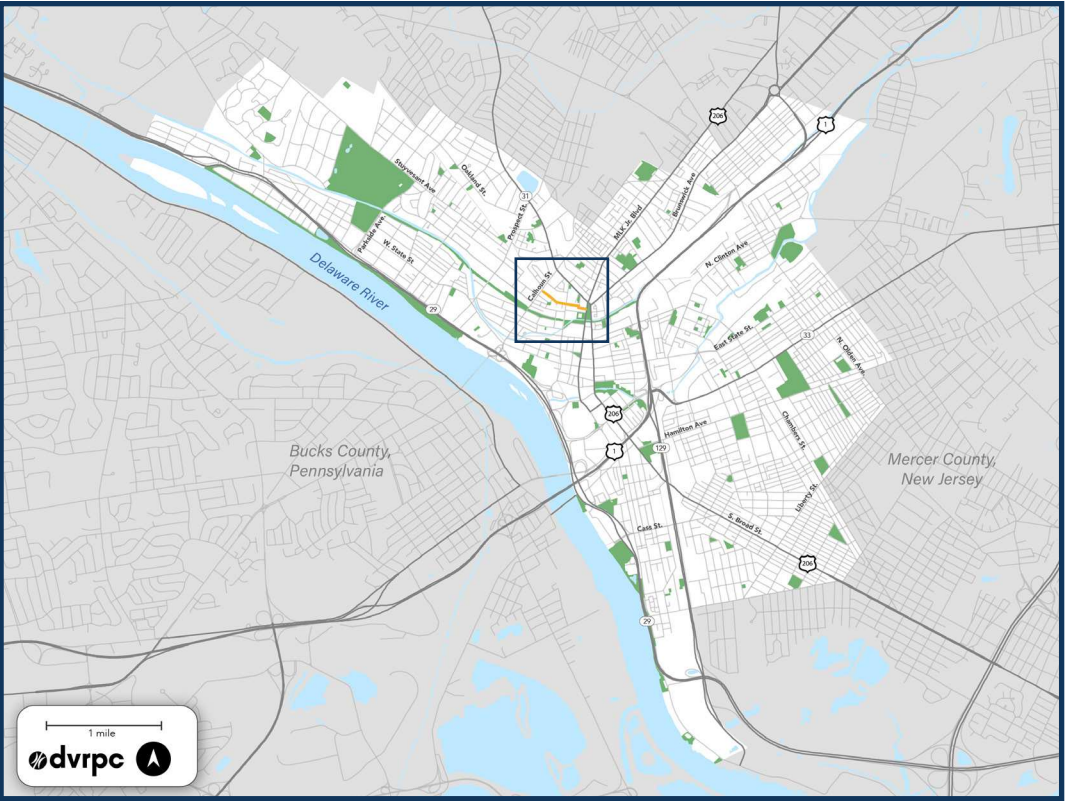 206
1
Stuyvesant Ave
Oakland St.
31
Prospect St.
MLK Jr. Blvd
Brunswick Ave
Parkside Ave.
W. State St
N. Clinton Ave
Calhoun St
Delaware River
29
East State St.
33
N. Olden Ave.
206
Hamilton Ave
Chambers St.
129
1
Bucks County,
Pennsylvania
Mercer County,
New Jersey
Liberty St.
Cass St.
S. Broad St.
206
29
1 mile
dvrpc